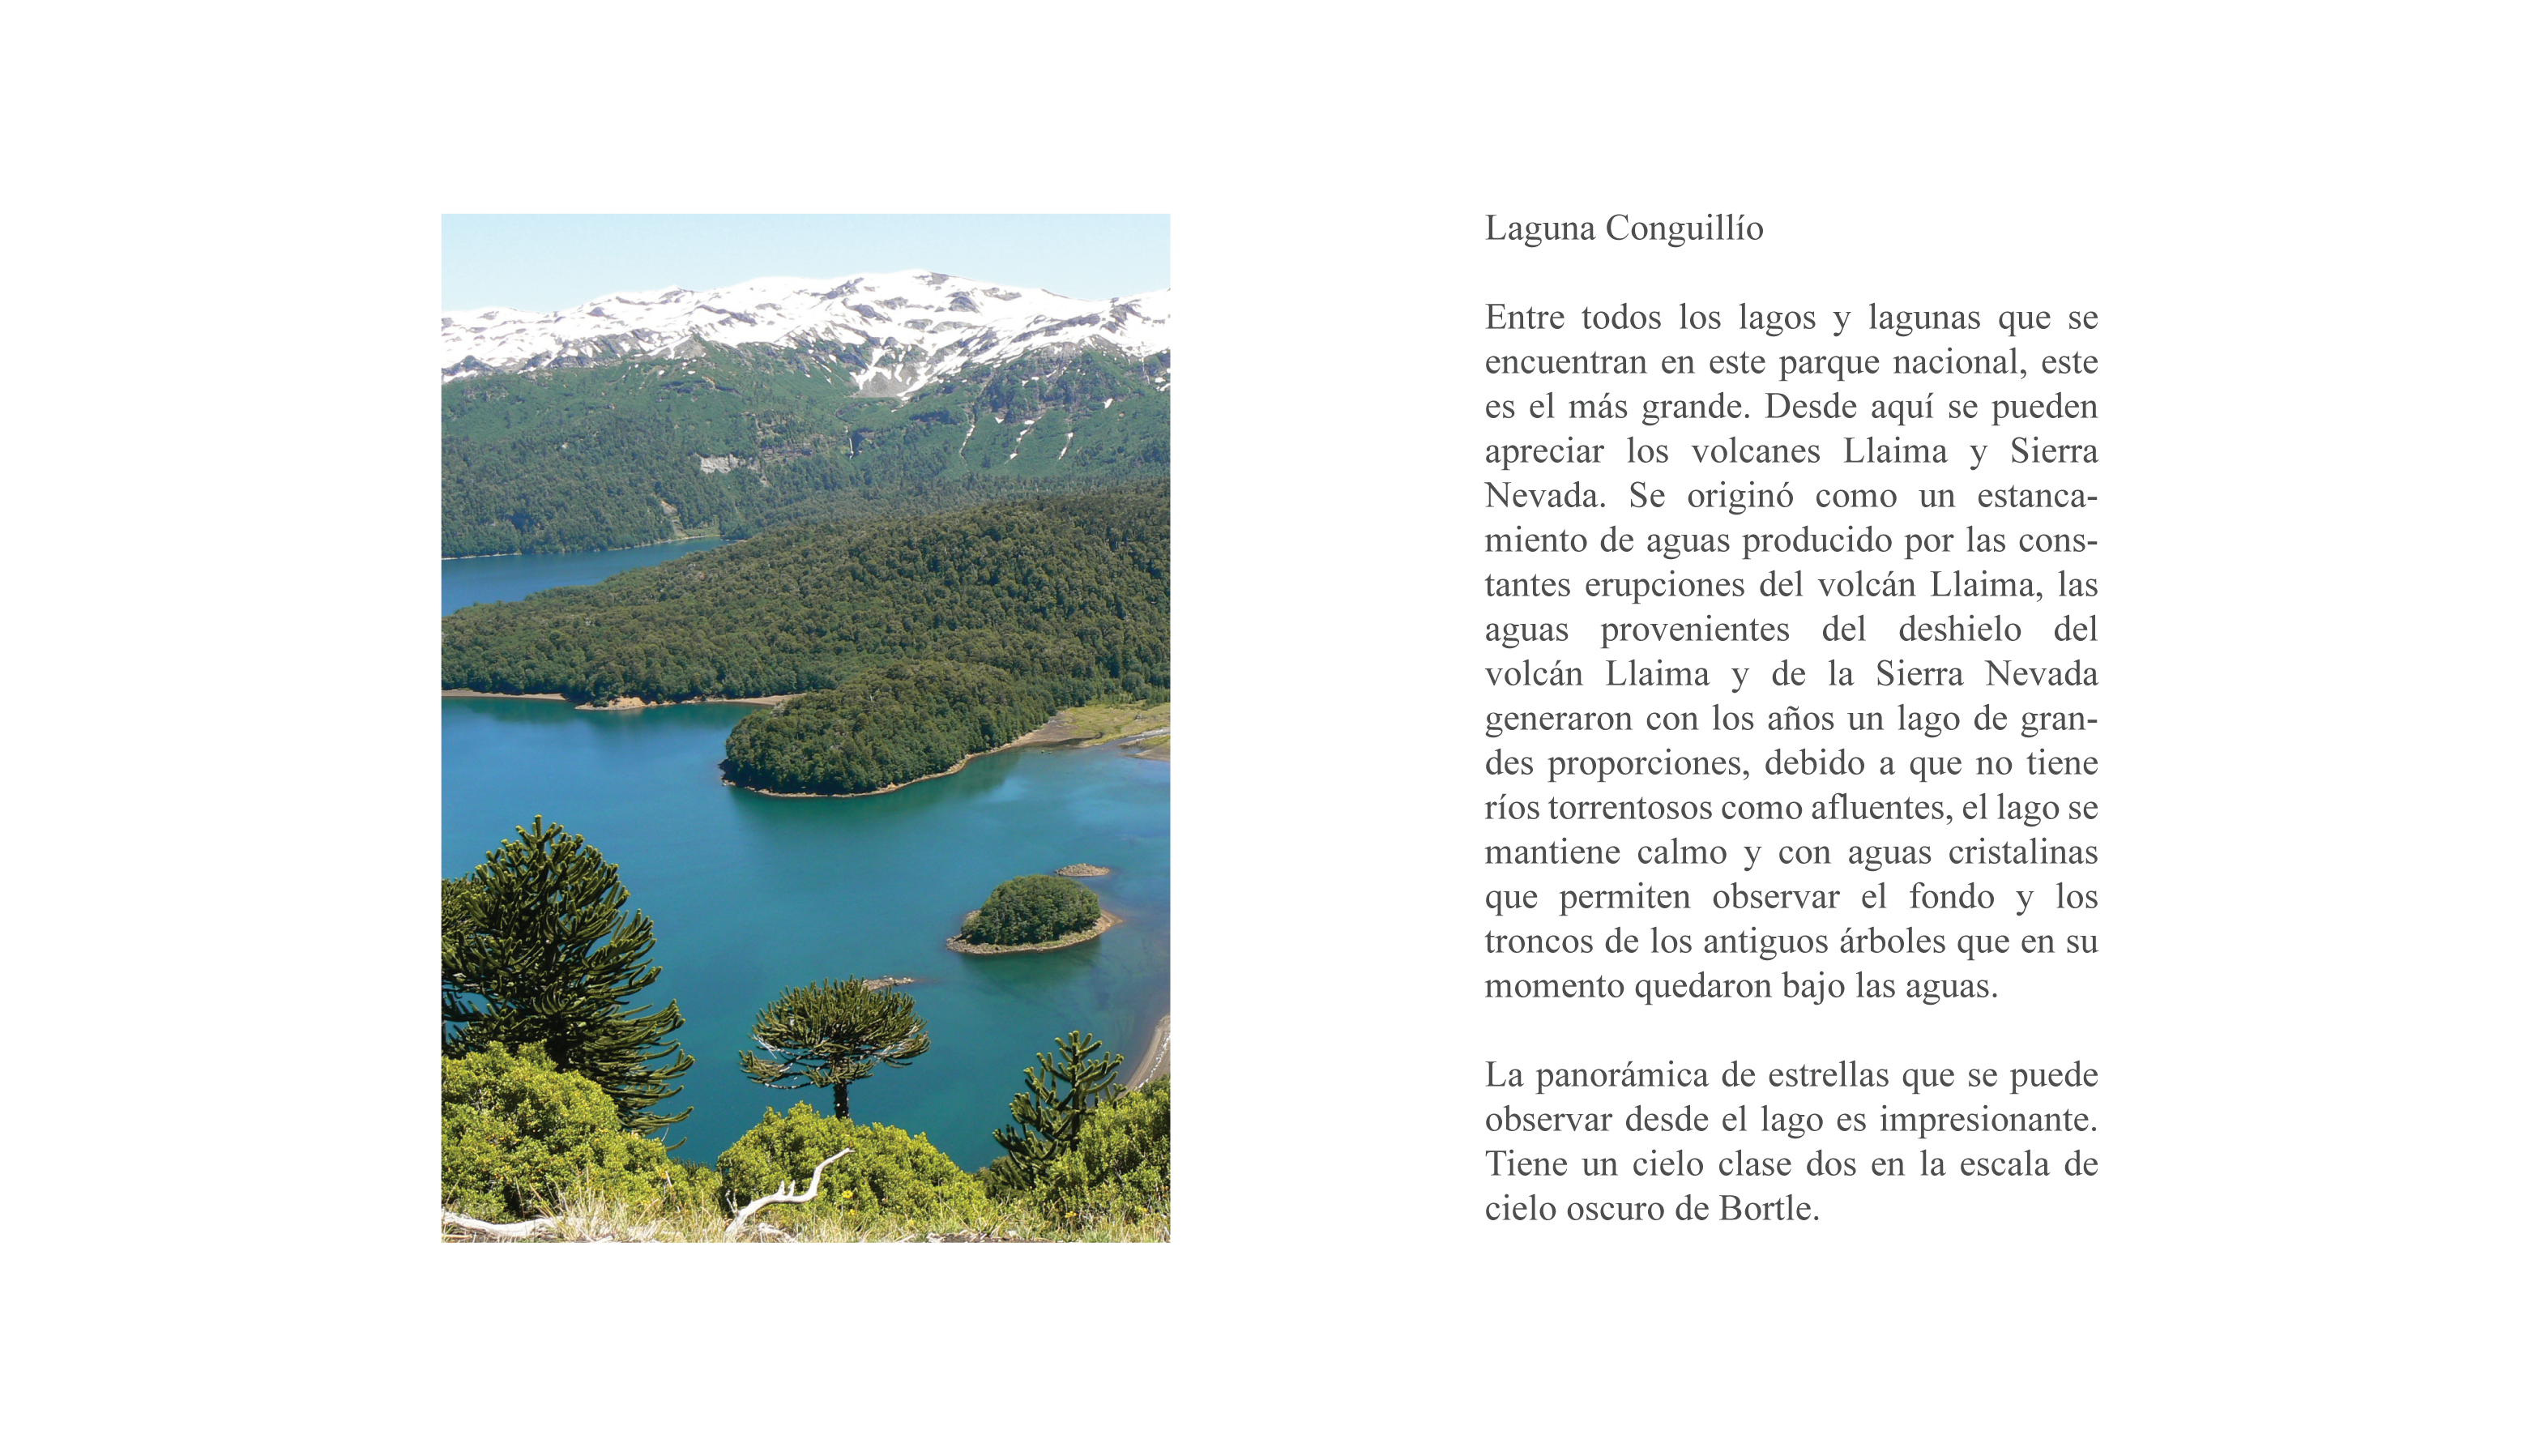 Laguna Conguillío
Entre todos los lagos y lagunas que se
encuentran en este parque nacional, este
es el más grande. Desde aquí se pueden
apreciar los volcanes Llaima y Sierra
Nevada. Se originó como un estanca-
miento de aguas producido por las cons-
tantes erupciones del volcán Llaima, las
aguas provenientes del deshielo del
volcán Llaima y de la Sierra Nevada
generaron con los años un lago de gran-
des proporciones, debido a que no tiene
ríos torrentosos como afluentes, el lago se
mantiene calmo y con aguas cristalinas
que permiten observar el fondo y los
troncos de los antiguos árboles que en su
momento quedaron bajo las aguas.
La panorámica de estrellas que se puede
observar desde el lago es impresionante.
Tiene un cielo clase dos en la escala de
cielo oscuro de Bortle.